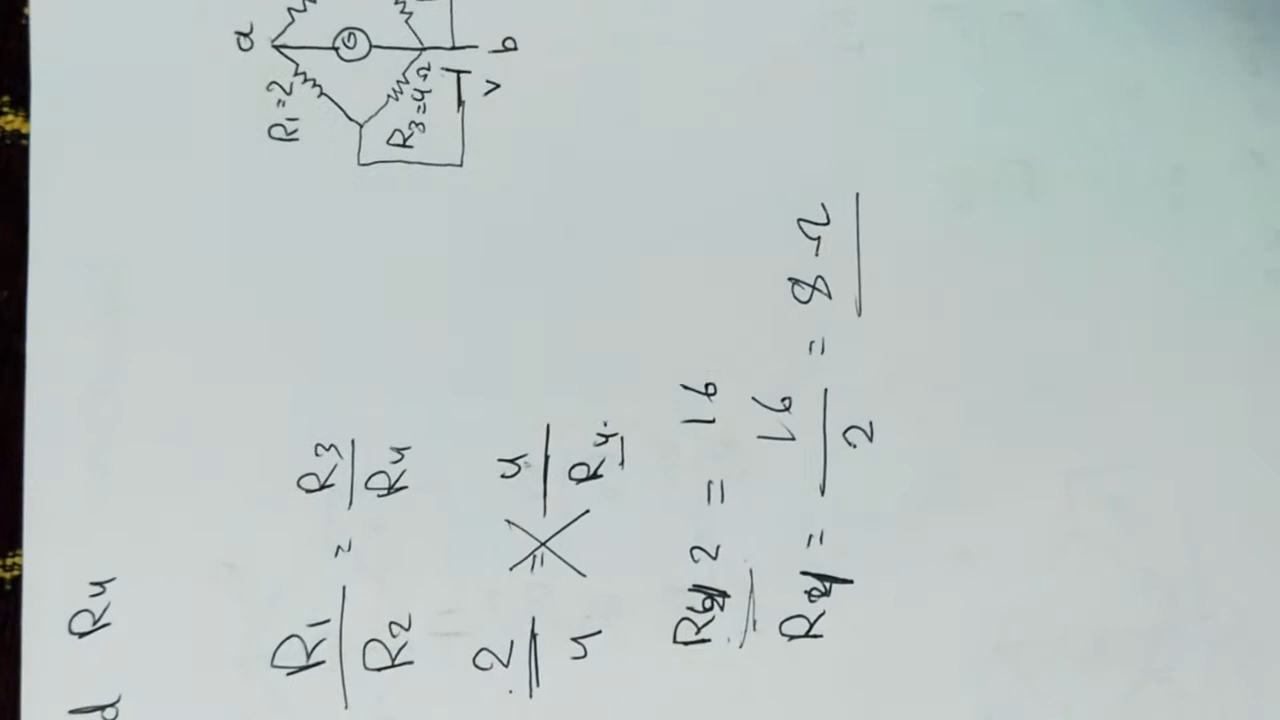 d R4
a
G
b
R1=2
R3=4Ω
V
R1/R2 = R3/R4
2/4 = 4/R4
R4 2 = 16
R4 = 16/2 = 8Ω